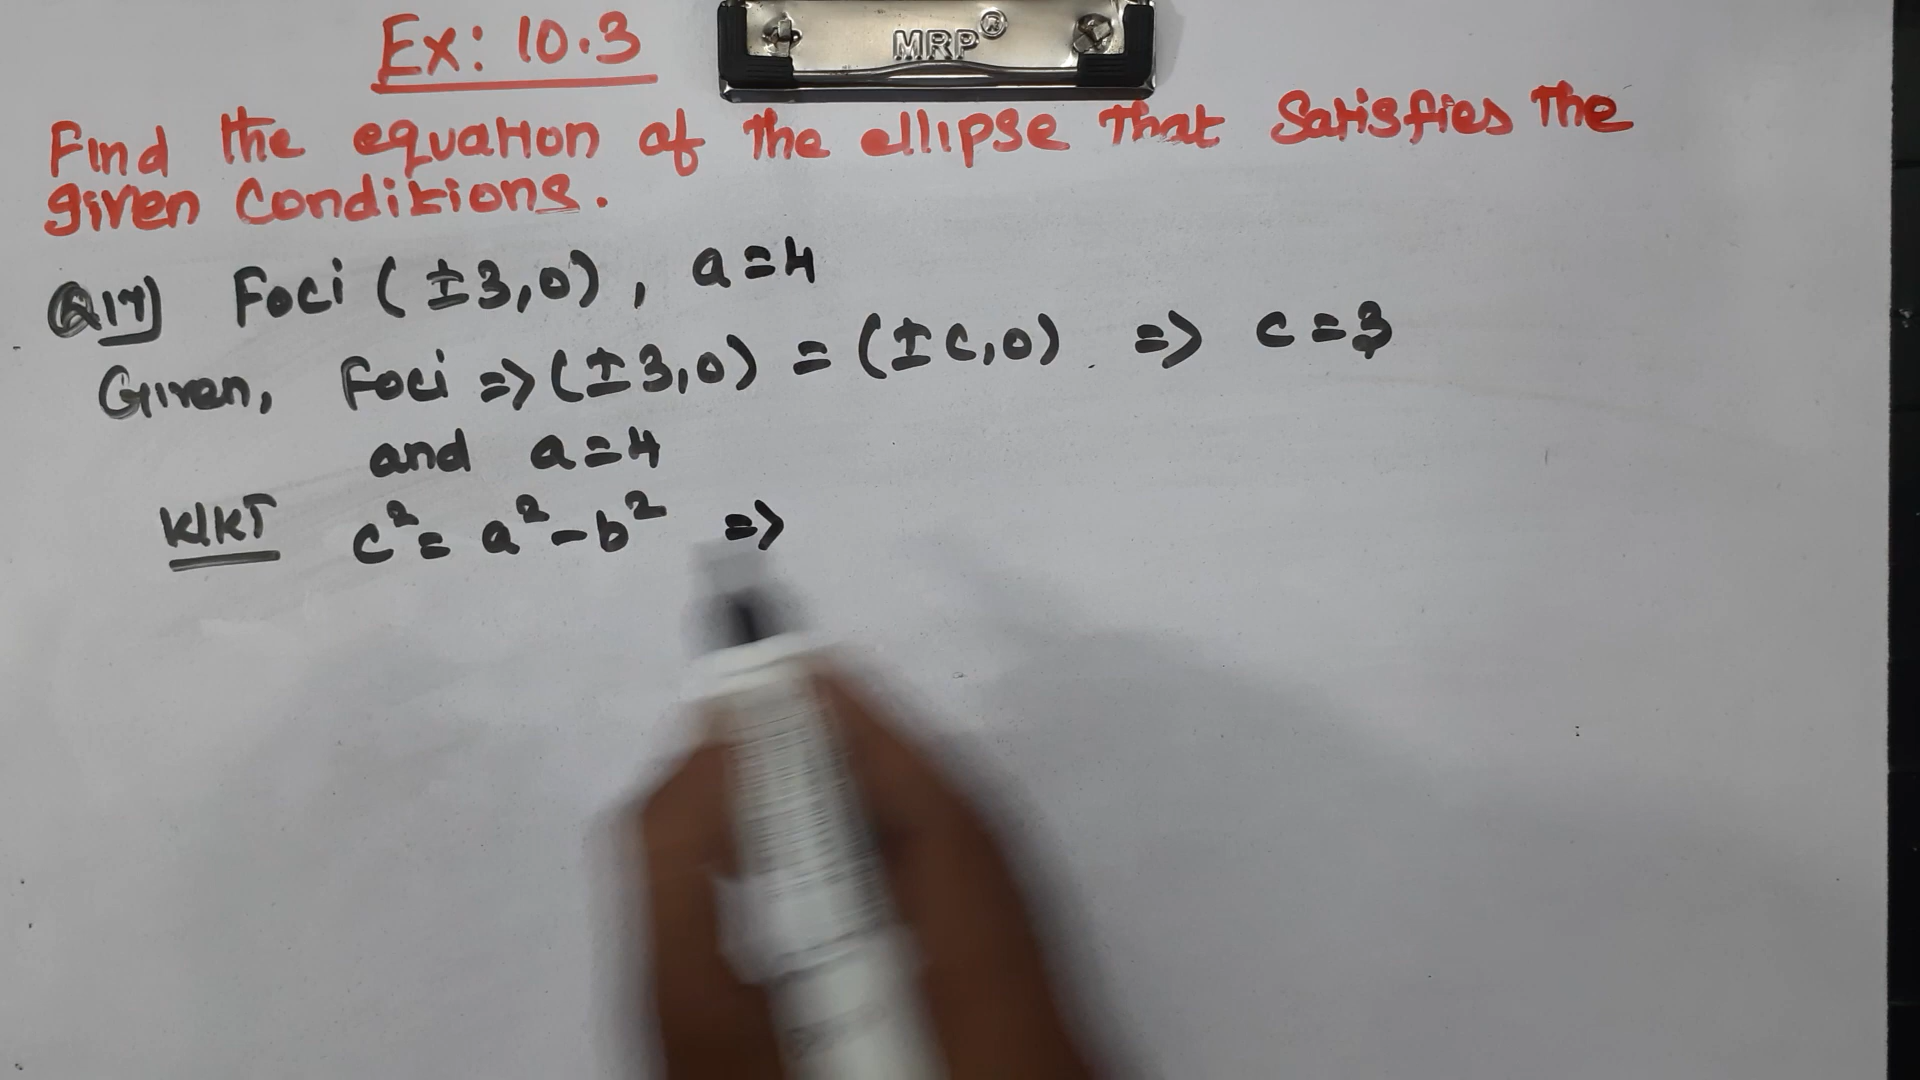 Ex: 10.3
MRP®
Find the equation of the ellipse that satisfies the
given conditions.
Q17) Foci (±3,0), a=4
Given, Foci => (±3,0) = (±c,0) => c=3
and a=4
WKT c²= a²-b² =>